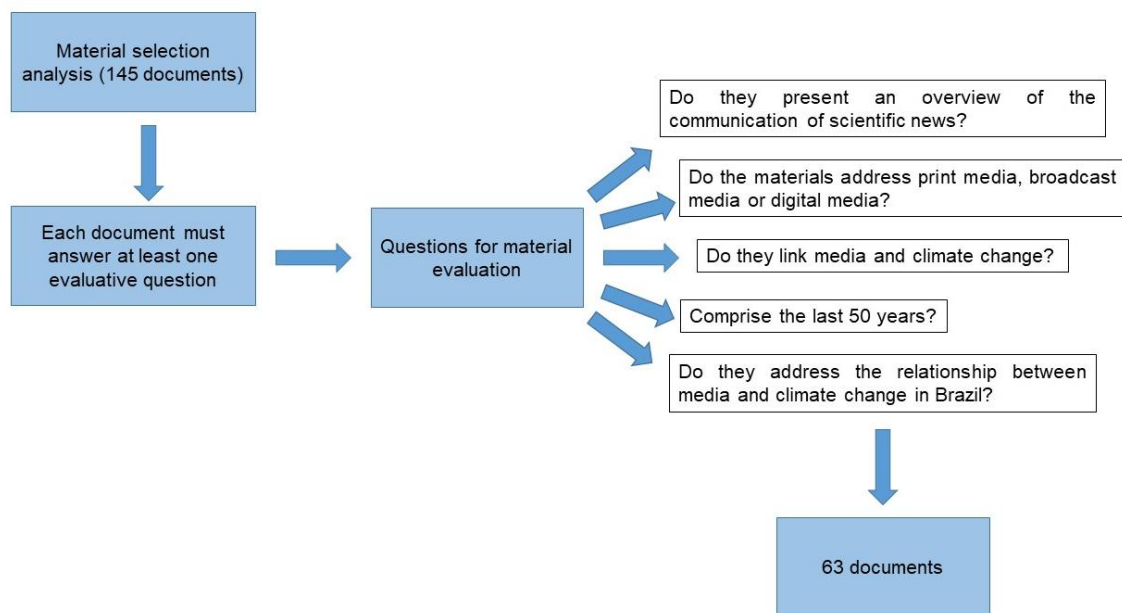 Material selection
analysis (145 documents)
Each document must
answer at least one
evaluative question
Questions for material
evaluation
Do they present an overview of the
communication of scientific news?
Do the materials address print media, broadcast
media or digital media?
Do they link media and climate change?
Comprise the last 50 years?
Do they address the relationship between
media and climate change in Brazil?
63 documents